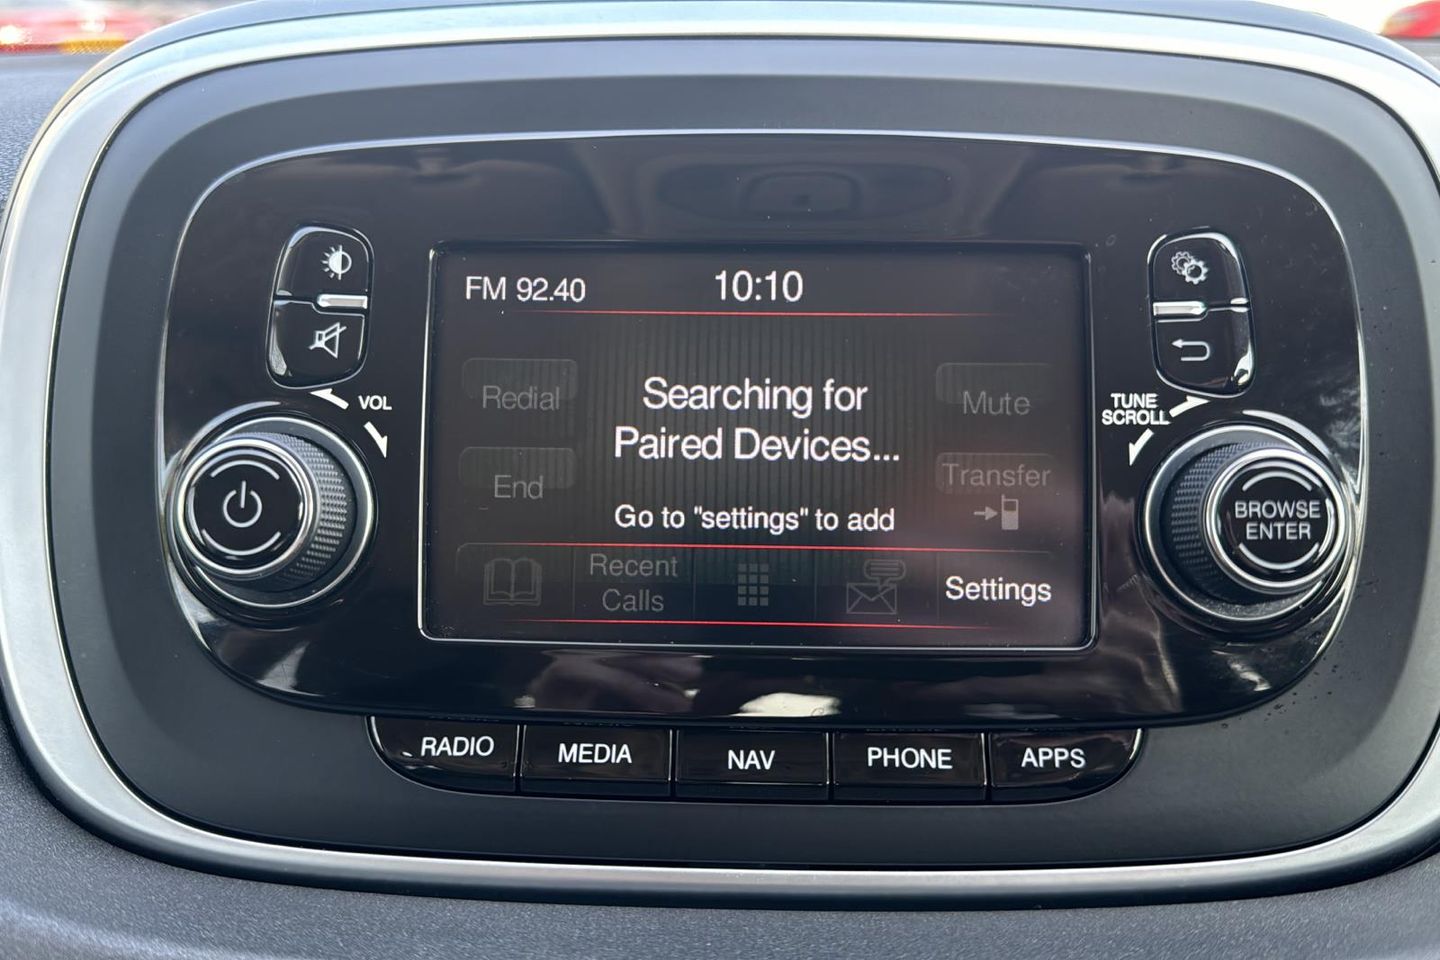 FM 92.40
10:10
Redial
Searching for
Paired Devices...
Mute
End
Transfer
Go to "settings" to add
Recent
Calls
Settings
VOL
TUNE
SCROLL
BROWSE
ENTER
RADIO
MEDIA
NAV
PHONE
APPS